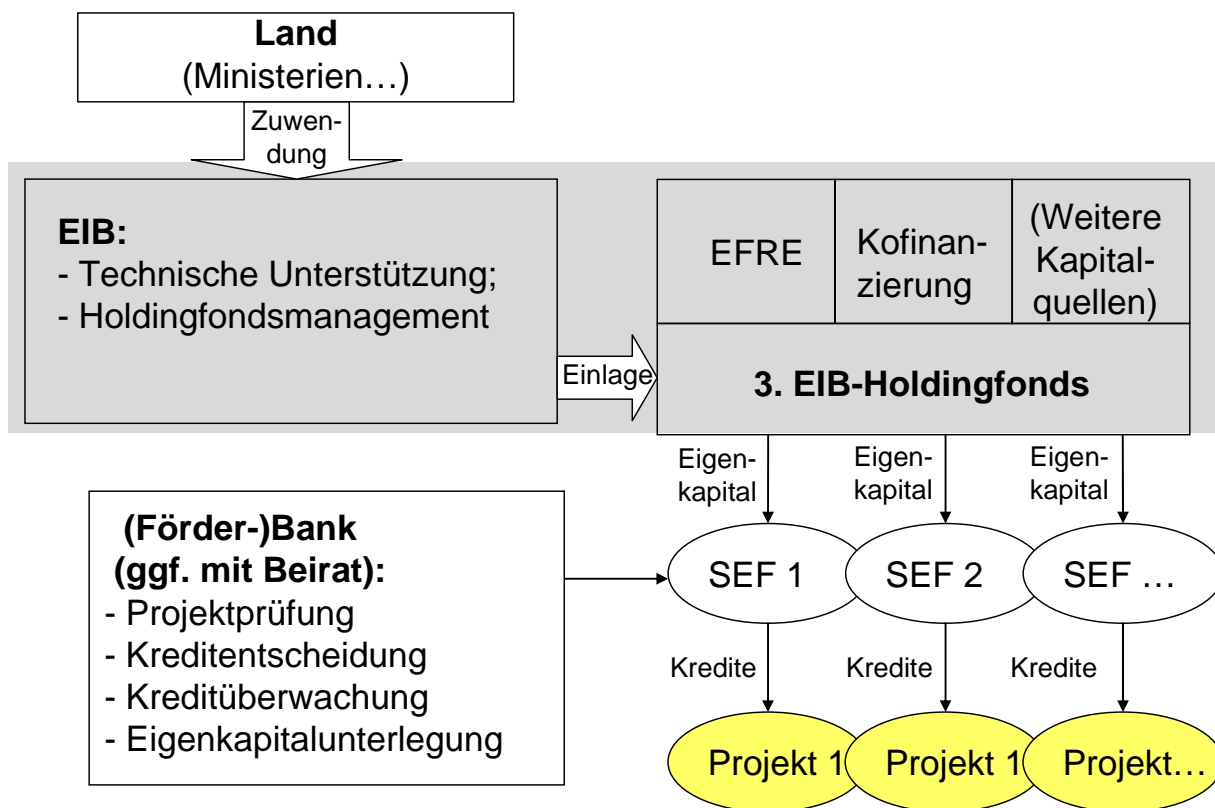 Land
(Ministerien…)
Zuwen-
dung
EIB:
- Technische Unterstützung;
- Holdingfondsmanagement
Einlage
EFRE
Kofinan-
zierung
(Weitere
Kapital-
quellen)
3. EIB-Holdingfonds
Eigen-
kapital
Eigen-
kapital
Eigen-
kapital
(Förder-)Bank
(ggf. mit Beirat):
- Projektprüfung
- Kreditentscheidung
- Kreditüberwachung
- Eigenkapitalunterlegung
SEF 1
SEF 2
SEF …
Kredite
Kredite
Kredite
Projekt 1
Projekt 1
Projekt…